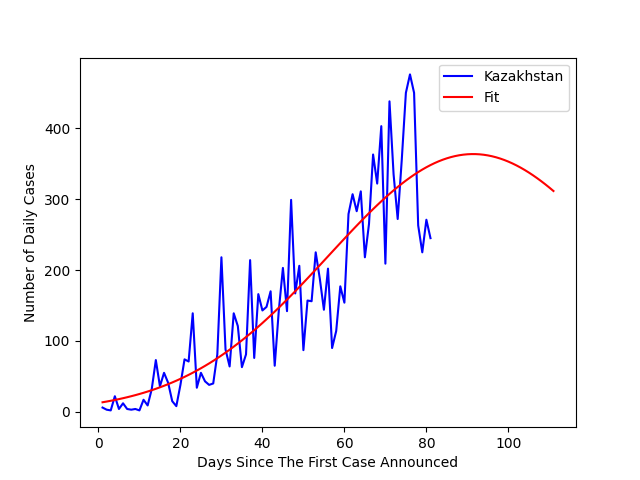 Kazakhstan
Fit
Number of Daily Cases
400
300
200
100
0
0 20 40 60 80 100
Days Since The First Case Announced